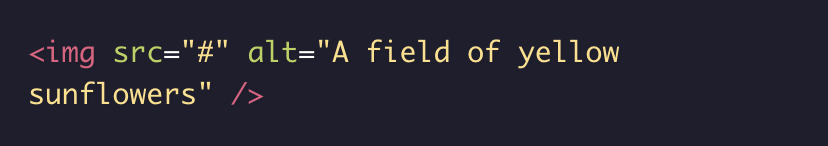 <img src="#" alt="A field of yellow
sunflowers" />